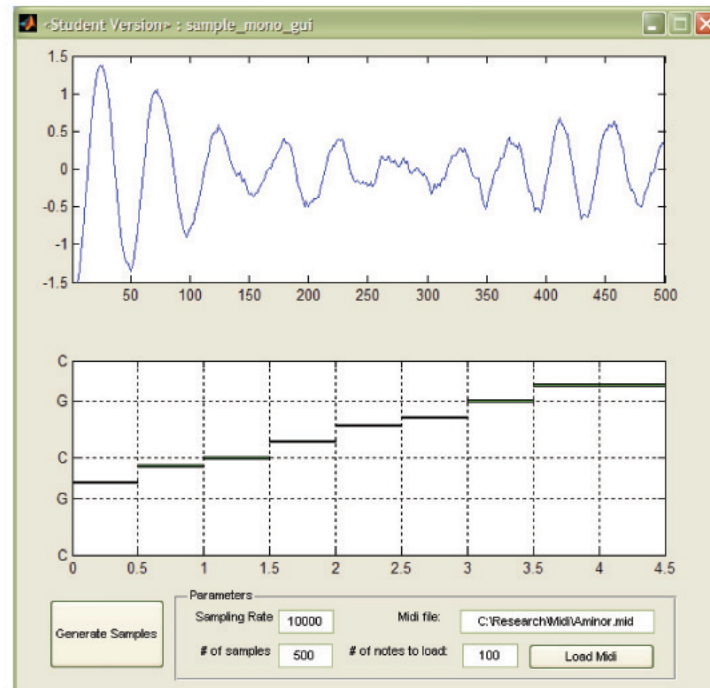 <Student Version> : sample_mono_gui
1.5
1
0.5
0
-0.5
-1
-1.5
50 100 150 200 250 300 350 400 450 500
C
G
C
G
C
0 0.5 1 1.5 2 2.5 3 3.5 4 4.5
Parameters
Generate Samples
Sampling Rate 10000 Midi file: C:\Research\Midi\Aminor.mid
# of samples 500 # of notes to load: 100 Load Midi